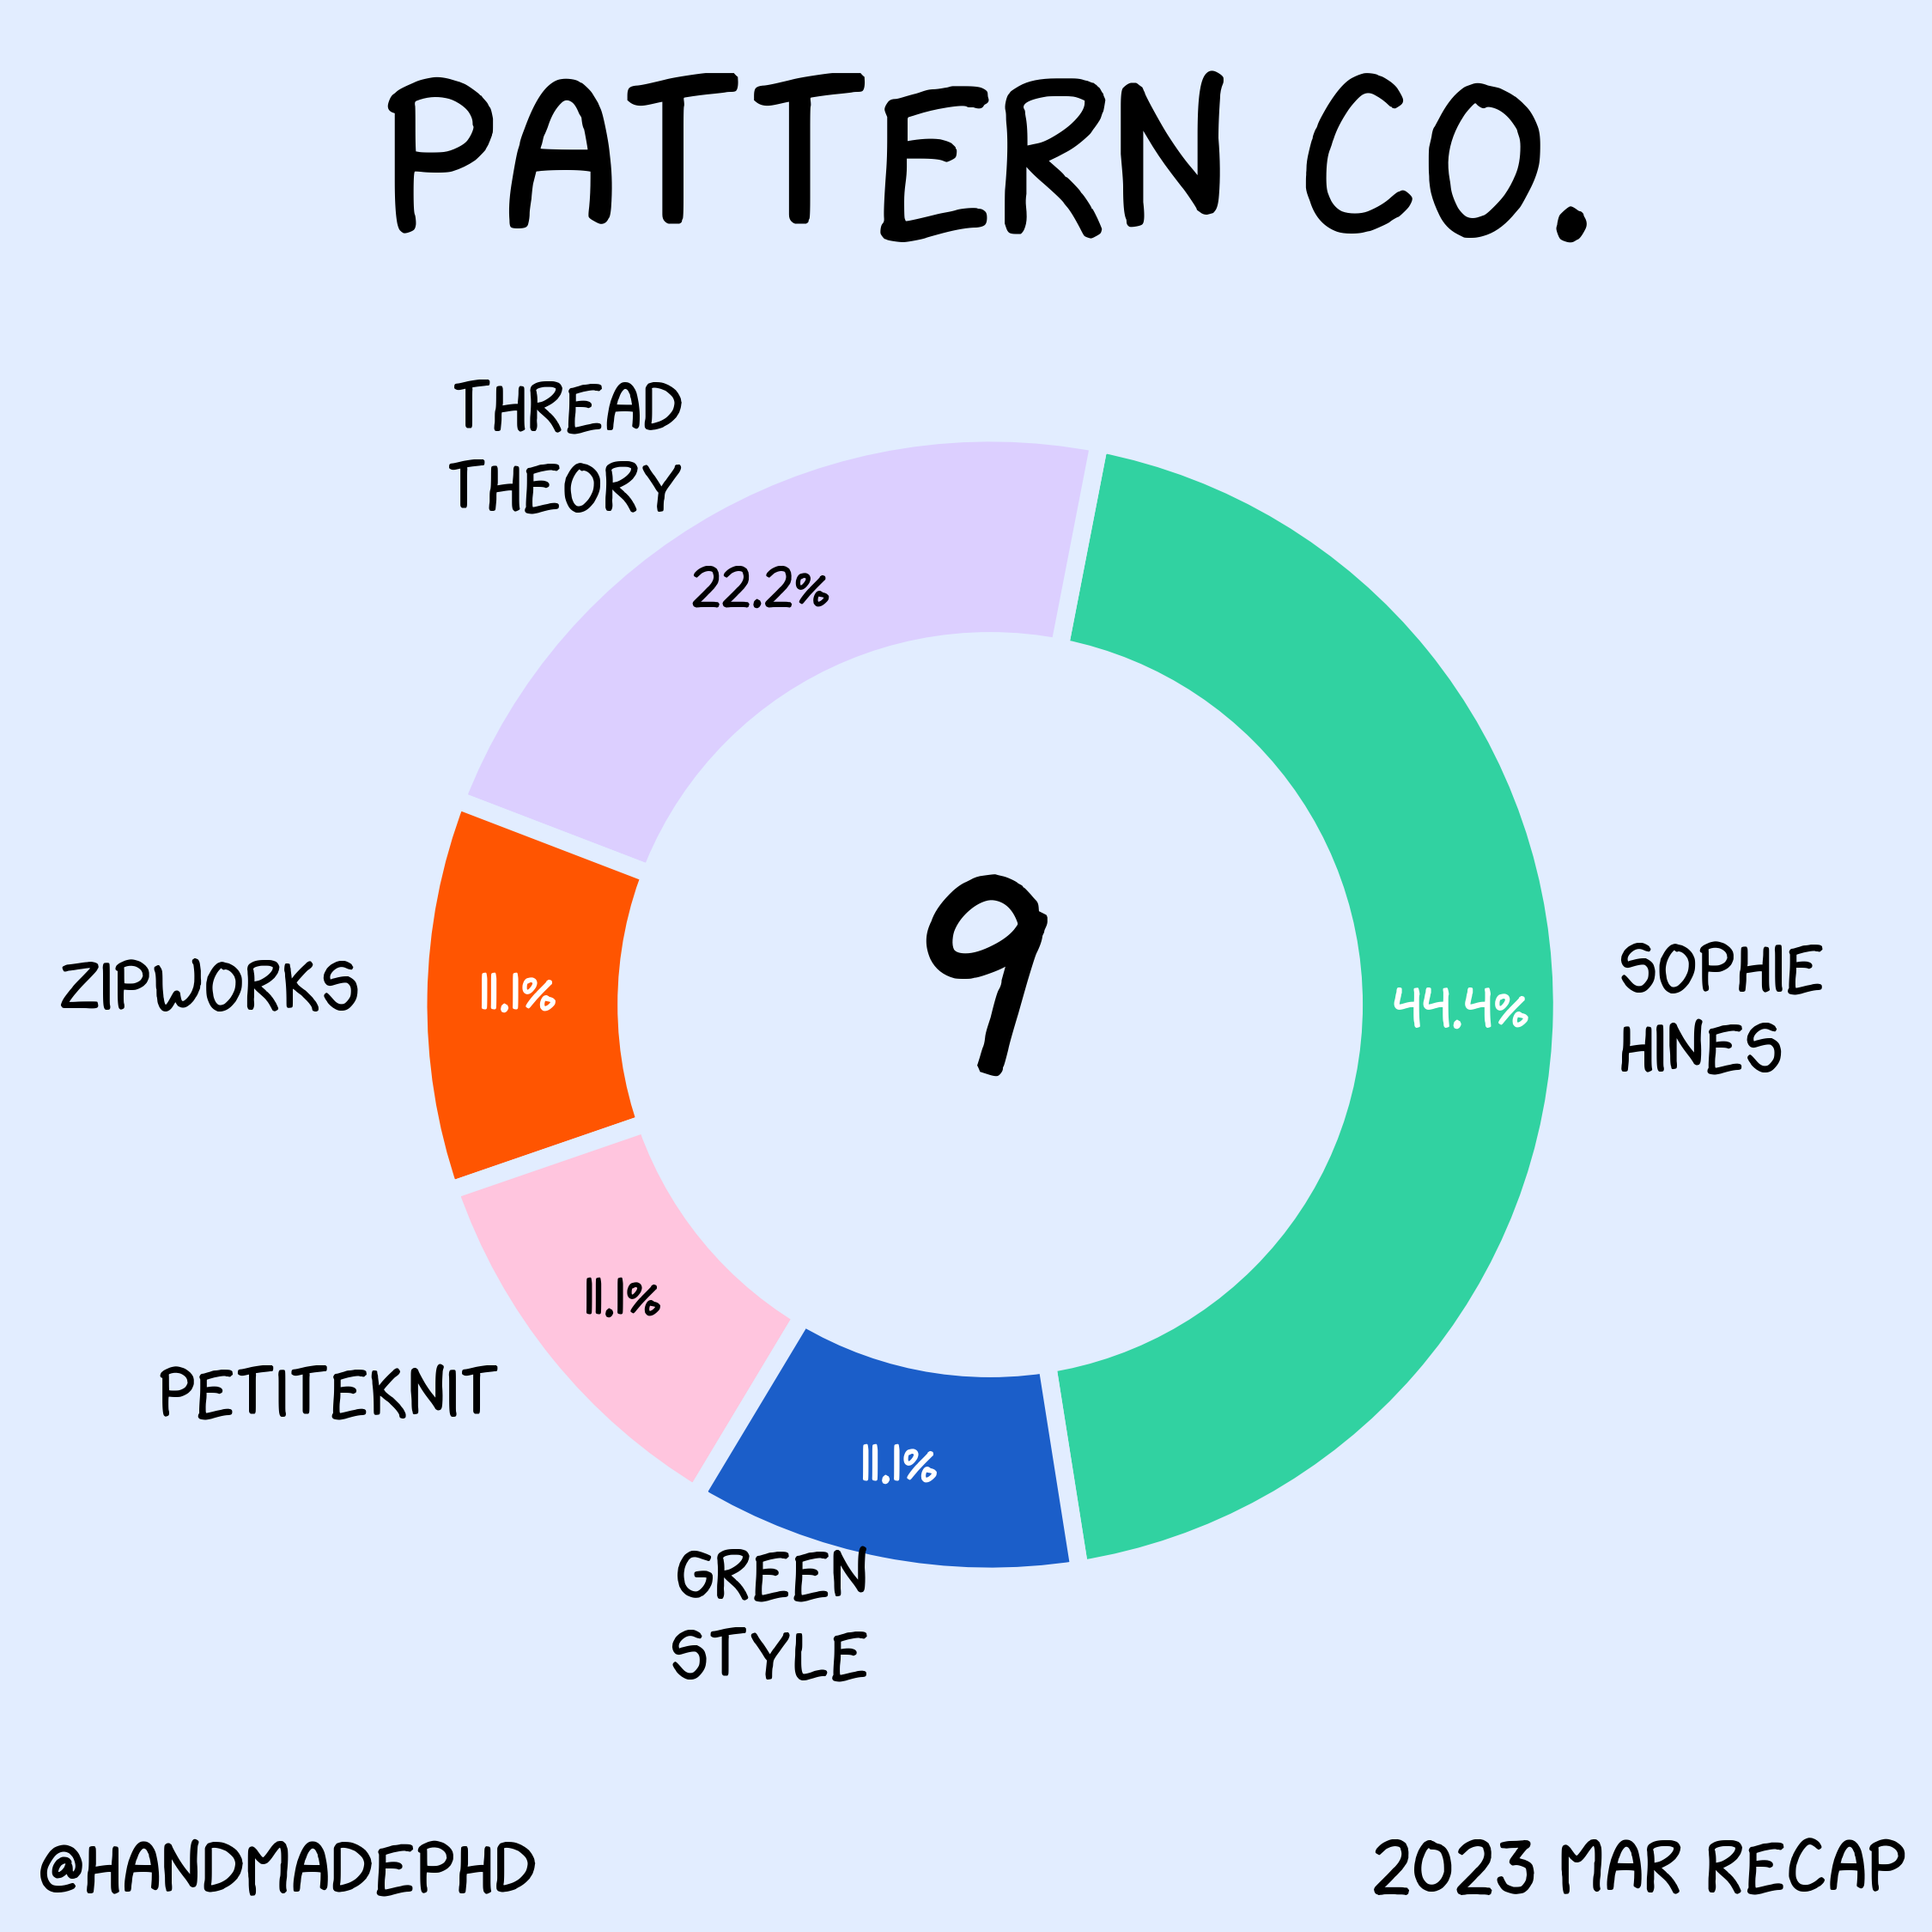 PATTERN CO.
THREAD
THEORY
22.2%
ZIPWORKS
11.1%
9
44.4%
SOPHIE
HINES
11.1%
PETITEKNIT
11.1%
GREEN
STYLE
@HANDMADEPHD
2023 MAR RECAP